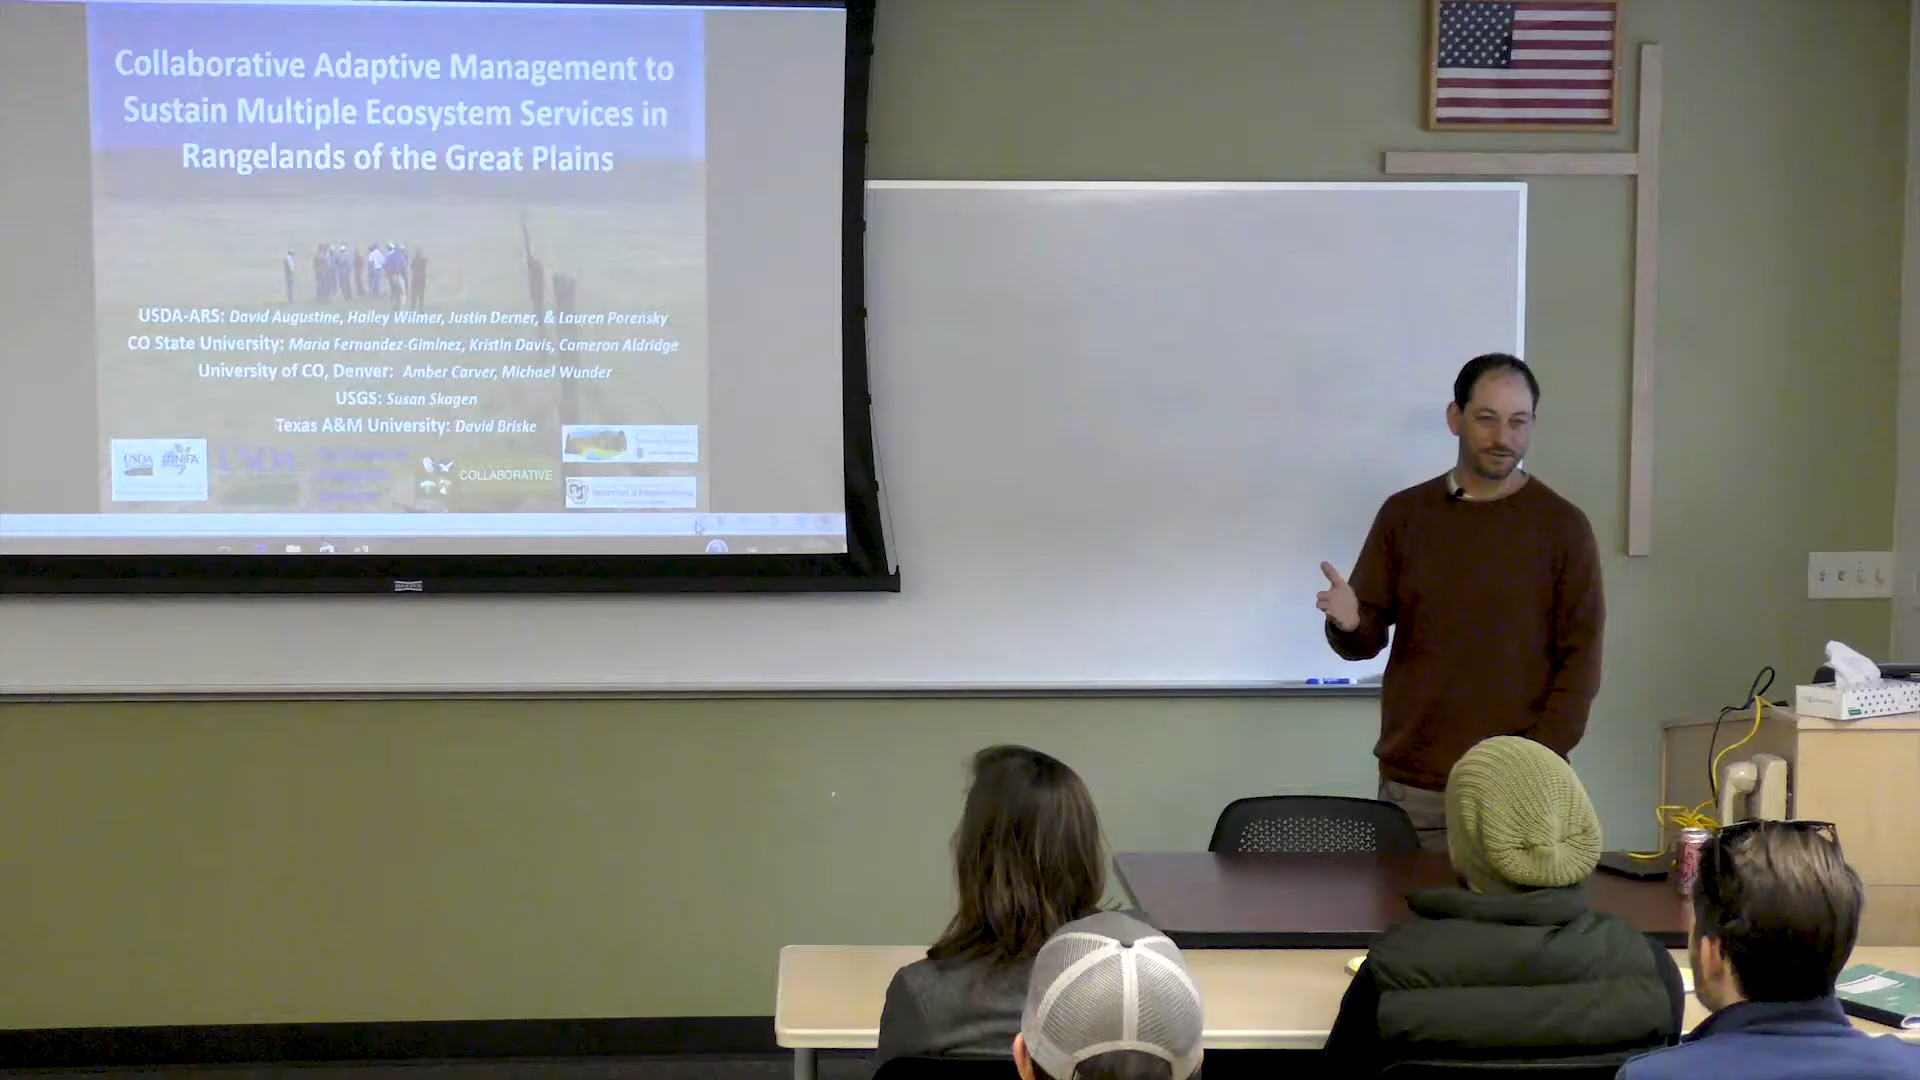 Collaborative Adaptive Management to
Sustain Multiple Ecosystem Services in
Rangelands of the Great Plains
USDA-ARS: David Augustine, Hailey Wilmer, Justin Derner, & Lauren Porensky
CO State University: Maria Fernandez-Giminez, Kristin Davis, Cameron Aldridge
University of CO, Denver: Amber Carver, Michael Wunder
USGS: Susan Skagen
Texas A&M University: David Briske
USDA NIFA
USDA
COLLABORATIVE